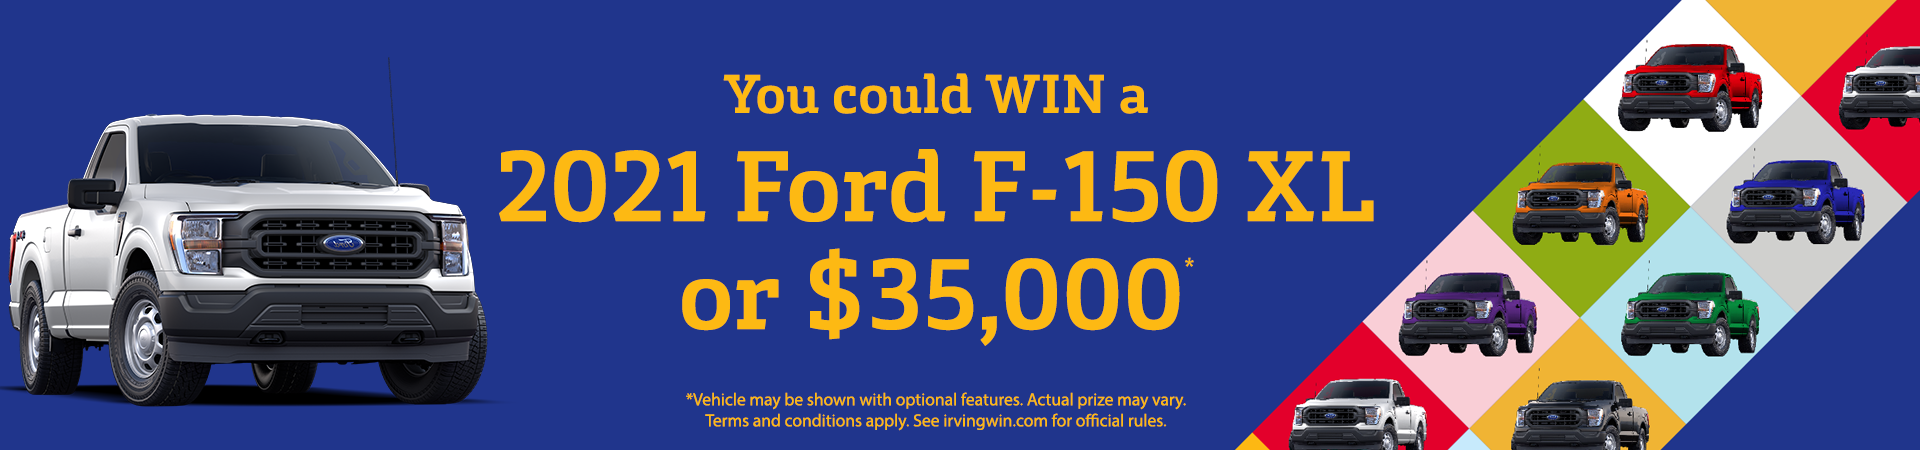 You could WIN a
2021 Ford F-150 XL
or $35,000*
*Vehicle may be shown with optional features. Actual prize may vary.
Terms and conditions apply. See irvingwin.com for official rules.